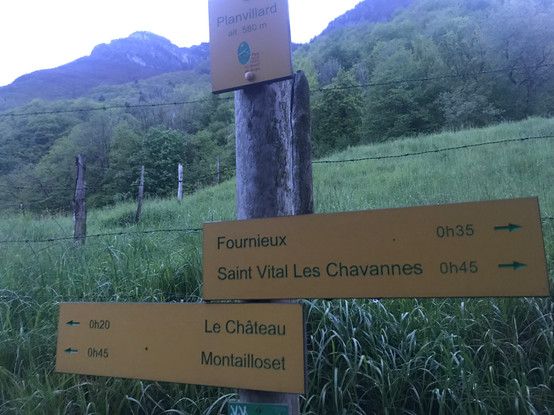 Planvillard
alt. 580 m
Fournieux 0h35
Saint Vital Les Chavannes 0h45
0h20 Le Château
0h45 Montailloset